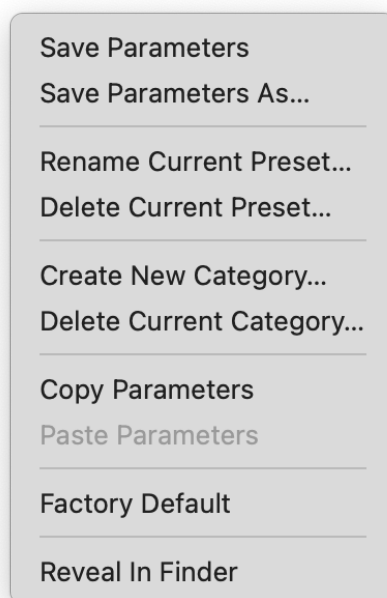 Save Parameters
Save Parameters As...
Rename Current Preset...
Delete Current Preset...
Create New Category...
Delete Current Category...
Copy Parameters
Paste Parameters
Factory Default
Reveal In Finder